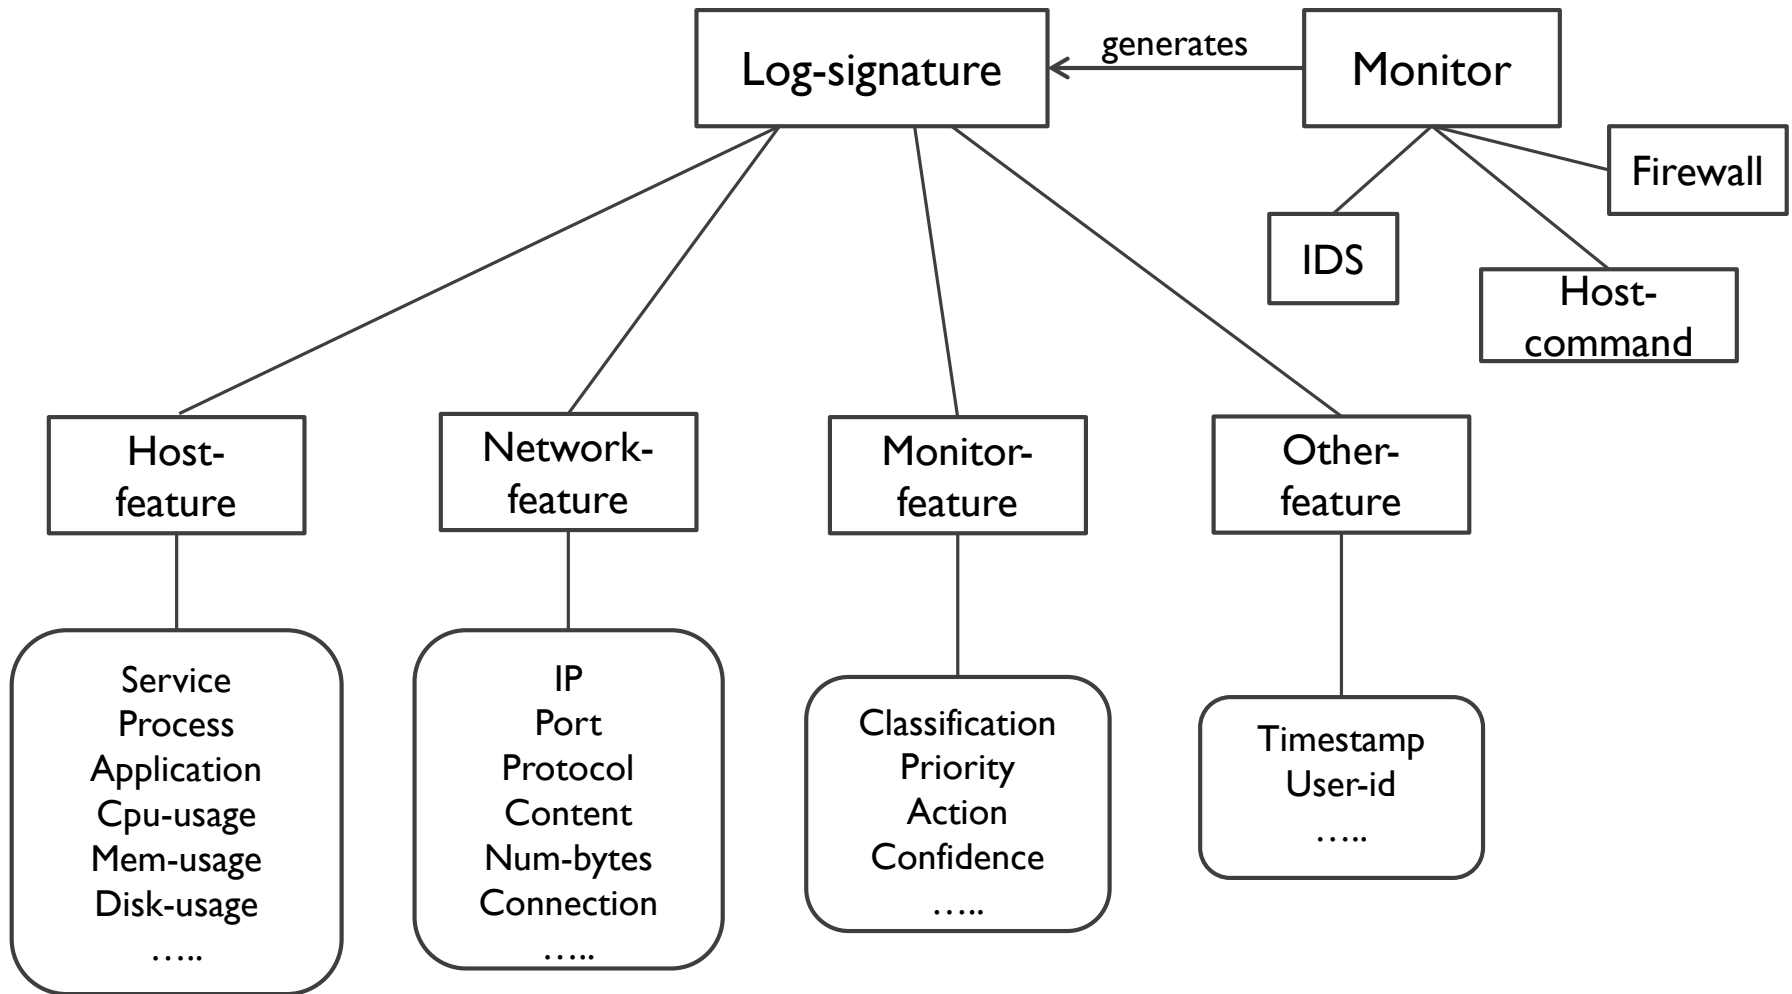 Log-signature
generates
Monitor
Firewall
IDS
Host-
command
Host-
feature
Network-
feature
Monitor-
feature
Other-
feature
Service
Process
Application
Cpu-usage
Mem-usage
Disk-usage
…..
IP
Port
Protocol
Content
Num-bytes
Connection
…..
Classification
Priority
Action
Confidence
…..
Timestamp
User-id
…..